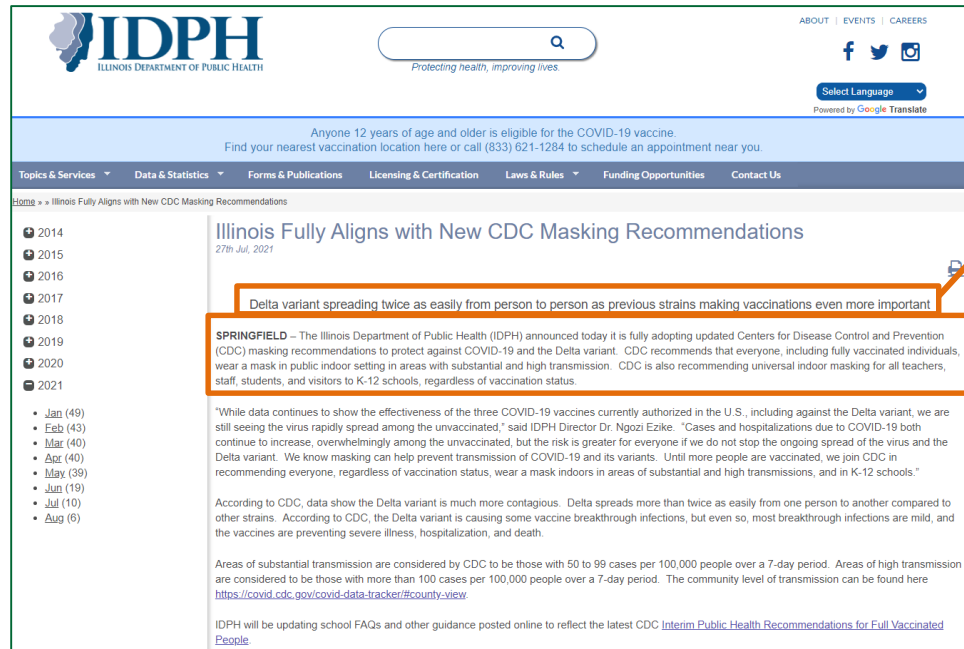 IDPH
ILLINOIS DEPARTMENT OF PUBLIC HEALTH
Protecting health, improving lives.
ABOUT | EVENTS | CAREERS
Select Language
Powered by Google Translate
Anyone 12 years of age and older is eligible for the COVID-19 vaccine.
Find your nearest vaccination location here or call (833) 621-1284 to schedule an appointment near you.
Topics & Services Data & Statistics Forms & Publications Licensing & Certification Laws & Rules Funding Opportunities Contact Us
Home » » Illinois Fully Aligns with New CDC Masking Recommendations
2014
2015
2016
2017
2018
2019
2020
2021
Jan (49)
Feb (43)
Mar (40)
Apr (40)
May (39)
Jun (19)
Jul (10)
Aug (6)
Illinois Fully Aligns with New CDC Masking Recommendations
27th Jul, 2021
Delta variant spreading twice as easily from person to person as previous strains making vaccinations even more important
SPRINGFIELD – The Illinois Department of Public Health (IDPH) announced today it is fully adopting updated Centers for Disease Control and Prevention
(CDC) masking recommendations to protect against COVID-19 and the Delta variant. CDC recommends that everyone, including fully vaccinated individuals,
wear a mask in public indoor setting in areas with substantial and high transmission. CDC is also recommending universal indoor masking for all teachers,
staff, students, and visitors to K-12 schools, regardless of vaccination status.
“While data continues to show the effectiveness of the three COVID-19 vaccines currently authorized in the U.S., including against the Delta variant, we are
still seeing the virus rapidly spread among the unvaccinated,” said IDPH Director Dr. Ngozi Ezike. “Cases and hospitalizations due to COVID-19 both
continue to increase, overwhelmingly among the unvaccinated, but the risk is greater for everyone if we do not stop the ongoing spread of the virus and the
Delta variant. We know masking can help prevent transmission of COVID-19 and its variants. Until more people are vaccinated, we join CDC in
recommending everyone, regardless of vaccination status, wear a mask indoors in areas of substantial and high transmissions, and in K-12 schools.”
According to CDC, data show the Delta variant is much more contagious. Delta spreads more than twice as easily from one person to another compared to
other strains. According to CDC, the Delta variant is causing some vaccine breakthrough infections, but even so, most breakthrough infections are mild, and
the vaccines are preventing severe illness, hospitalization, and death.
Areas of substantial transmission are considered by CDC to be those with 50 to 99 cases per 100,000 people over a 7-day period. Areas of high transmission
are considered to be those with more than 100 cases per 100,000 people over a 7-day period. The community level of transmission can be found here
https://covid.cdc.gov/covid-data-tracker/#county-view.
IDPH will be updating school FAQs and other guidance posted online to reflect the latest CDC Interim Public Health Recommendations for Full Vaccinated
People.